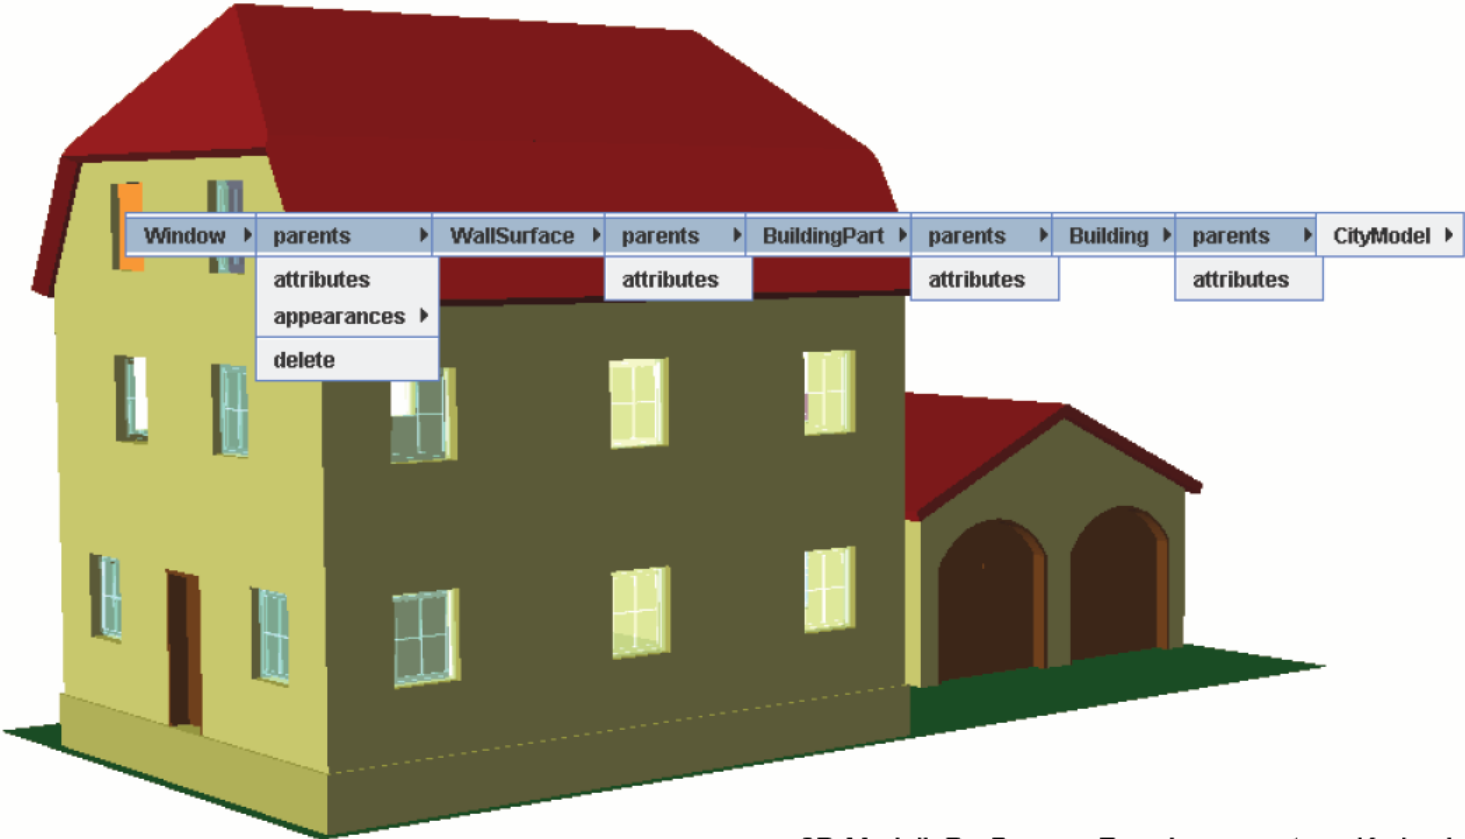 Window parents WallSurface parents BuildingPart parents Building parents CityModel
attributes attributes attributes attributes
appearances
delete